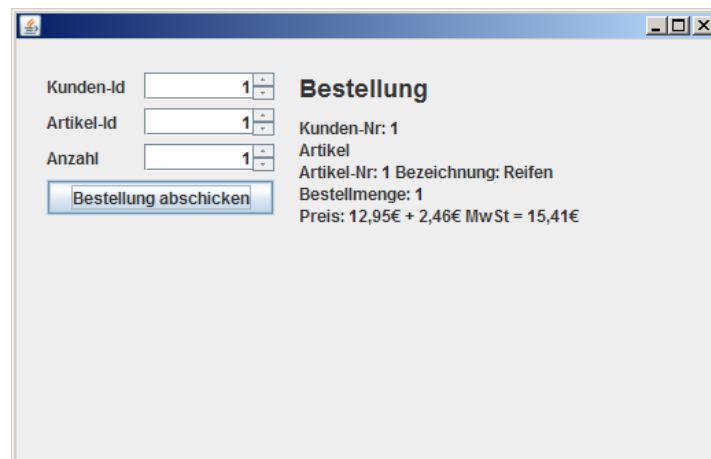 Kunden-Id 1
Artikel-Id 1
Anzahl 1
Bestellung abschicken
Bestellung
Kunden-Nr: 1
Artikel
Artikel-Nr: 1 Bezeichnung: Reifen
Bestellmenge: 1
Preis: 12,95€ + 2,46€ MwSt = 15,41€